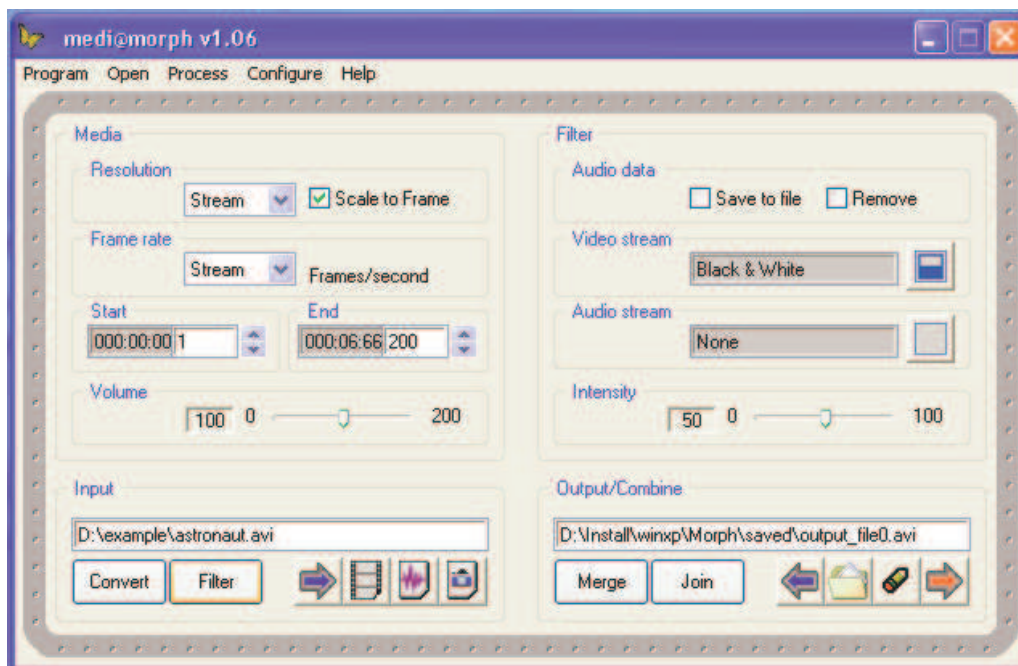 medi@morph v1.06
Program Open Process Configure Help
Media
Resolution
Stream Scale to Frame
Frame rate
Stream Frames/second
Start End
000:00:00 1 000:06:66 200
Volume
100 0 200
Filter
Audio data
Save to file Remove
Video stream
Black & White
Audio stream
None
Intensity
50 0 100
Input
D:\example\astronaut.avi
Convert Filter
Output/Combine
D:\Install\winxp\Morph\saved\output_file0.avi
Merge Join